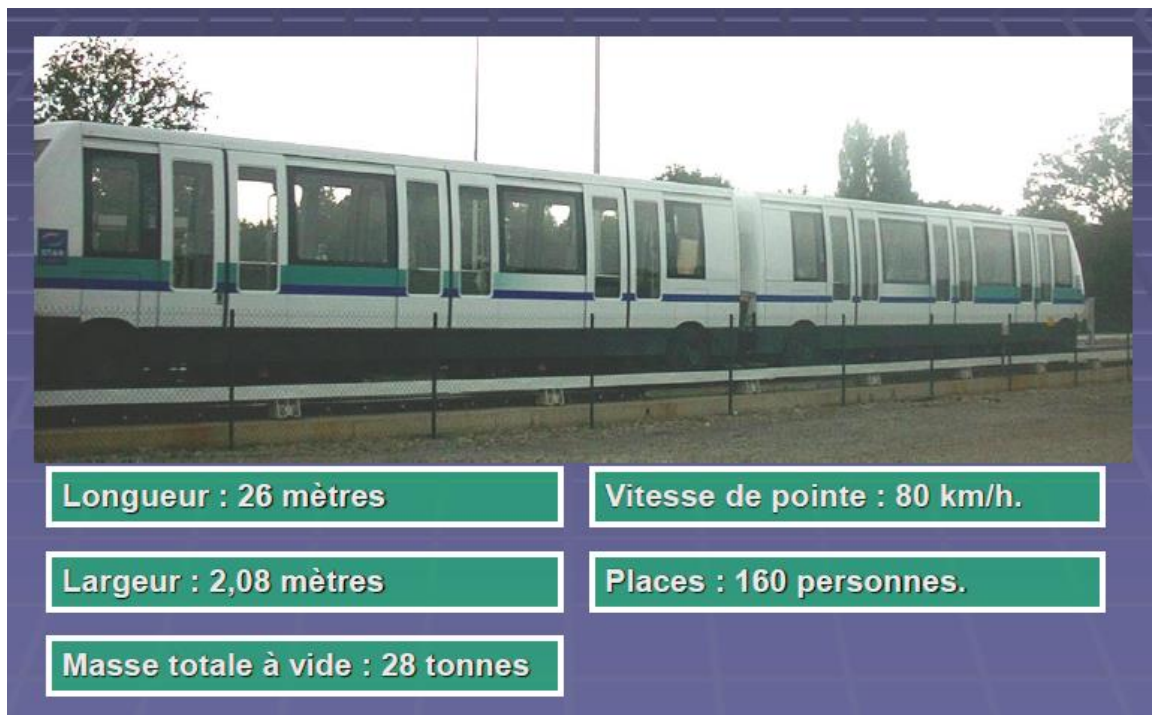 STAR
Longueur : 26 mètres
Vitesse de pointe : 80 km/h.
Largeur : 2,08 mètres
Places : 160 personnes.
Masse totale à vide : 28 tonnes